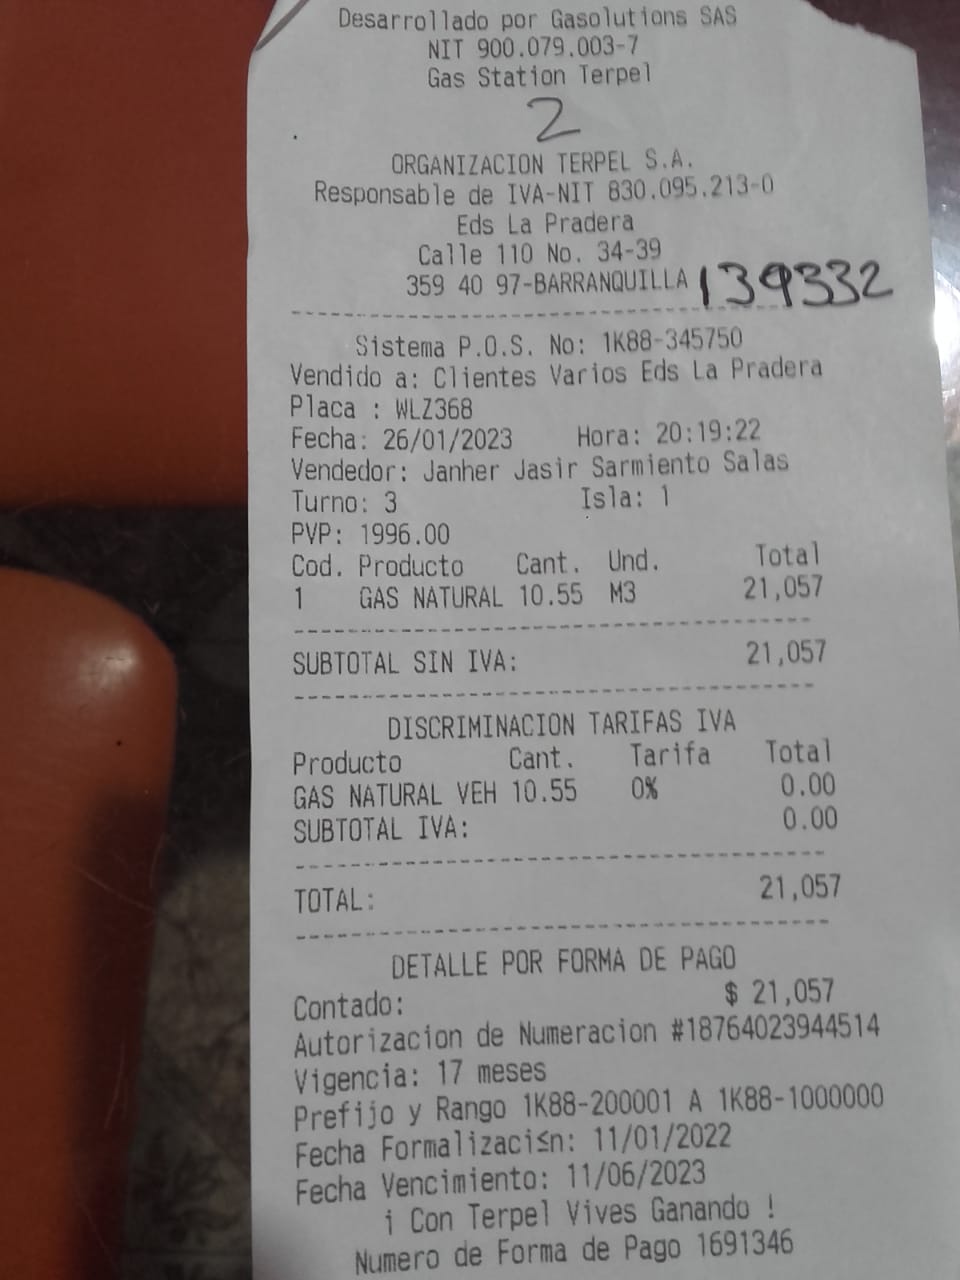 Desarrollado por Gasolutions SAS
NIT 900.079.003-7
Gas Station Terpel
2
ORGANIZACION TERPEL S.A.
Responsable de IVA-NIT 830.095.213-0
Eds La Pradera
Calle 110 No. 34-39
359 40 97-BARRANQUILLA 139332
Sistema P.O.S. No: 1K88-345750
Vendido a: Clientes Varios Eds La Pradera
Placa : WLZ368
Fecha: 26/01/2023 Hora: 20:19:22
Vendedor: Janher Jasir Sarmiento Salas
Turno: 3 Isla: 1
PVP: 1996.00
Cod. Producto Cant. Und. Total
1 GAS NATURAL 10.55 M3 21,057
SUBTOTAL SIN IVA: 21,057
DISCRIMINACION TARIFAS IVA
Producto Cant. Tarifa Total
GAS NATURAL VEH 10.55 0% 0.00
SUBTOTAL IVA: 0.00
TOTAL: 21,057
DETALLE POR FORMA DE PAGO
Contado: $ 21,057
Autorizacion de Numeracion #18764023944514
Vigencia: 17 meses
Prefijo y Rango 1K88-200001 A 1K88-1000000
Fecha Formalizaci≤n: 11/01/2022
Fecha Vencimiento: 11/06/2023
¡ Con Terpel Vives Ganando !
Numero de Forma de Pago 1691346